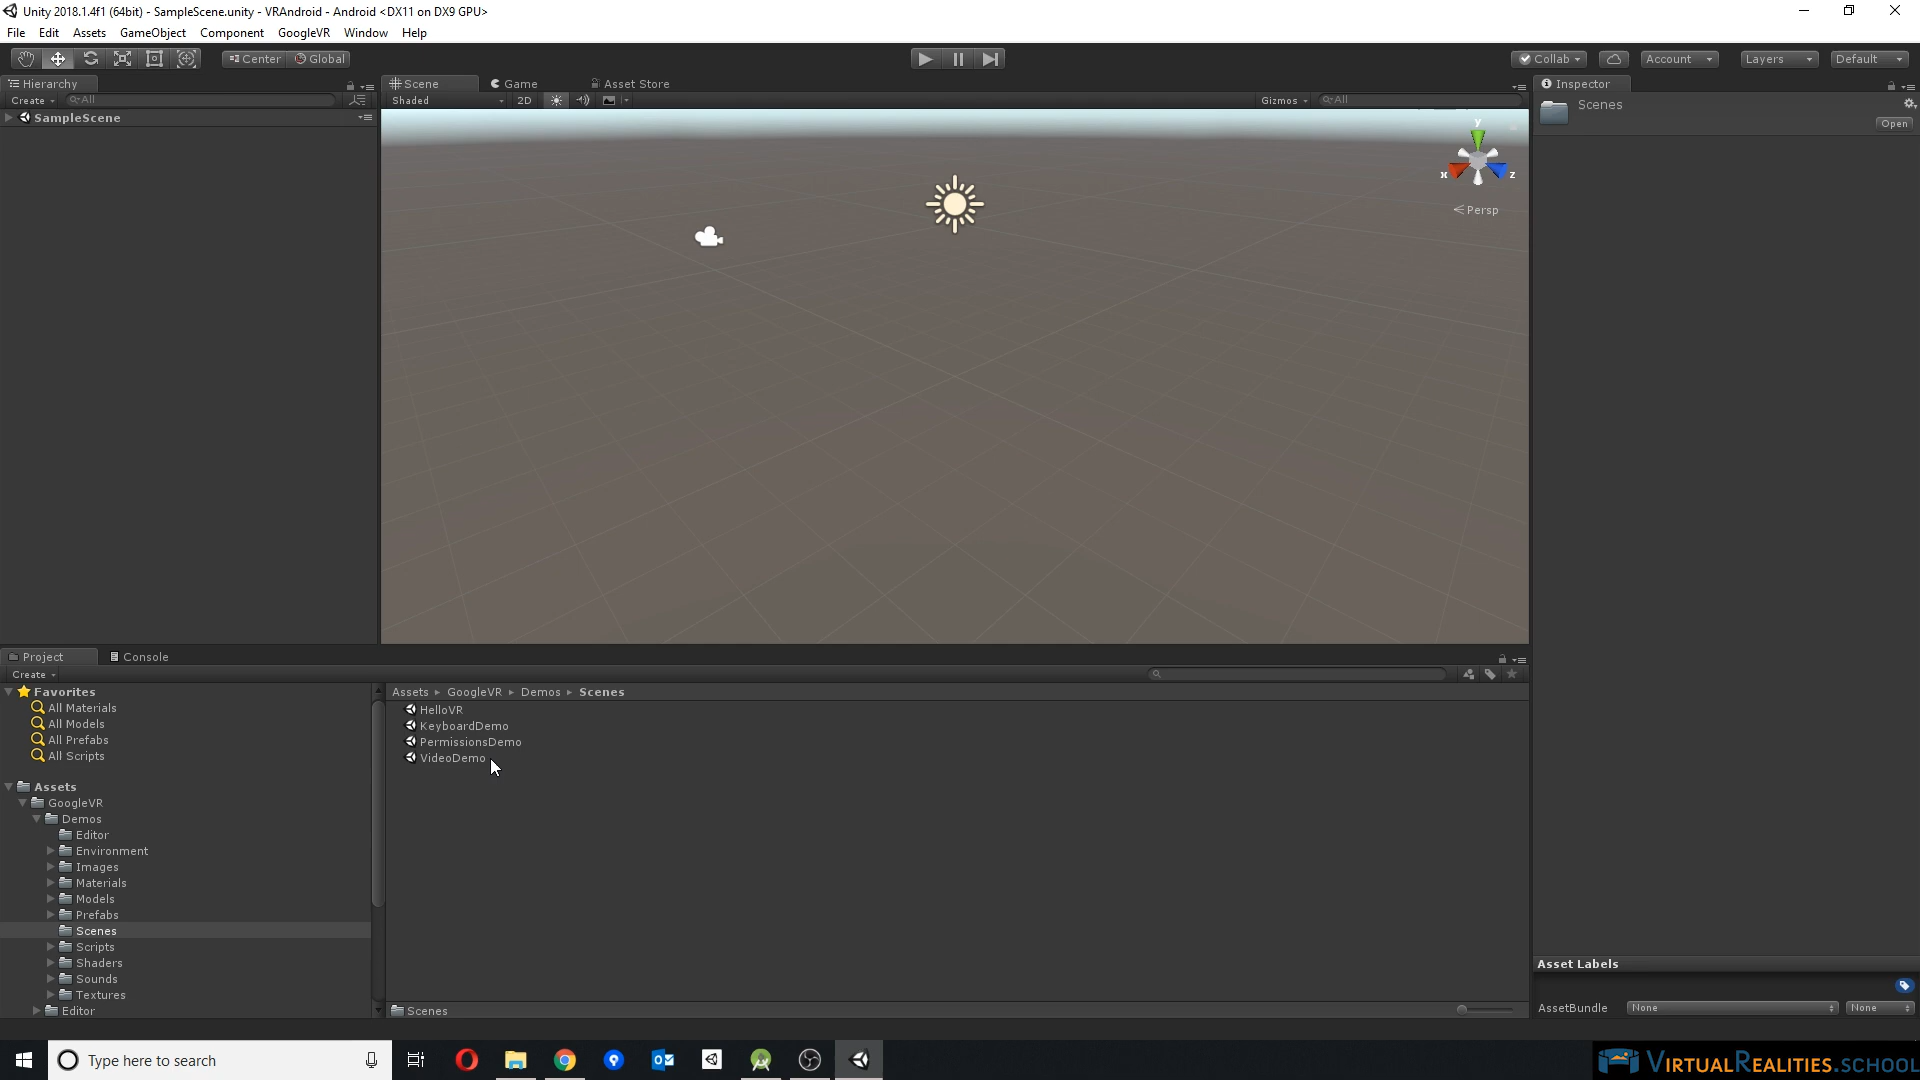 Unity 2018.1.4f1 (64bit) - SampleScene.unity - VRAndroid - Android <DX11 on DX9 GPU>
File Edit Assets GameObject Component GoogleVR Window Help
Center Global Collab Account Layers Default
Hierarchy Scene Game Asset Store Inspector
Create All Shaded 2D Gizmos All Scenes
SampleScene Open
y
x z
Persp
Project Console
Create
Favorites Assets GoogleVR Demos Scenes
All Materials HelloVR
All Models KeyboardDemo
All Prefabs PermissionsDemo
All Scripts VideoDemo
Assets
GoogleVR
Demos
Editor
Environment
Images
Materials
Models
Prefabs
Scenes
Scripts
Shaders
Asset Labels
Sounds
Textures
Editor Scenes AssetBundle None None
Type here to search VIRTUALREALITIES.SCHOOL